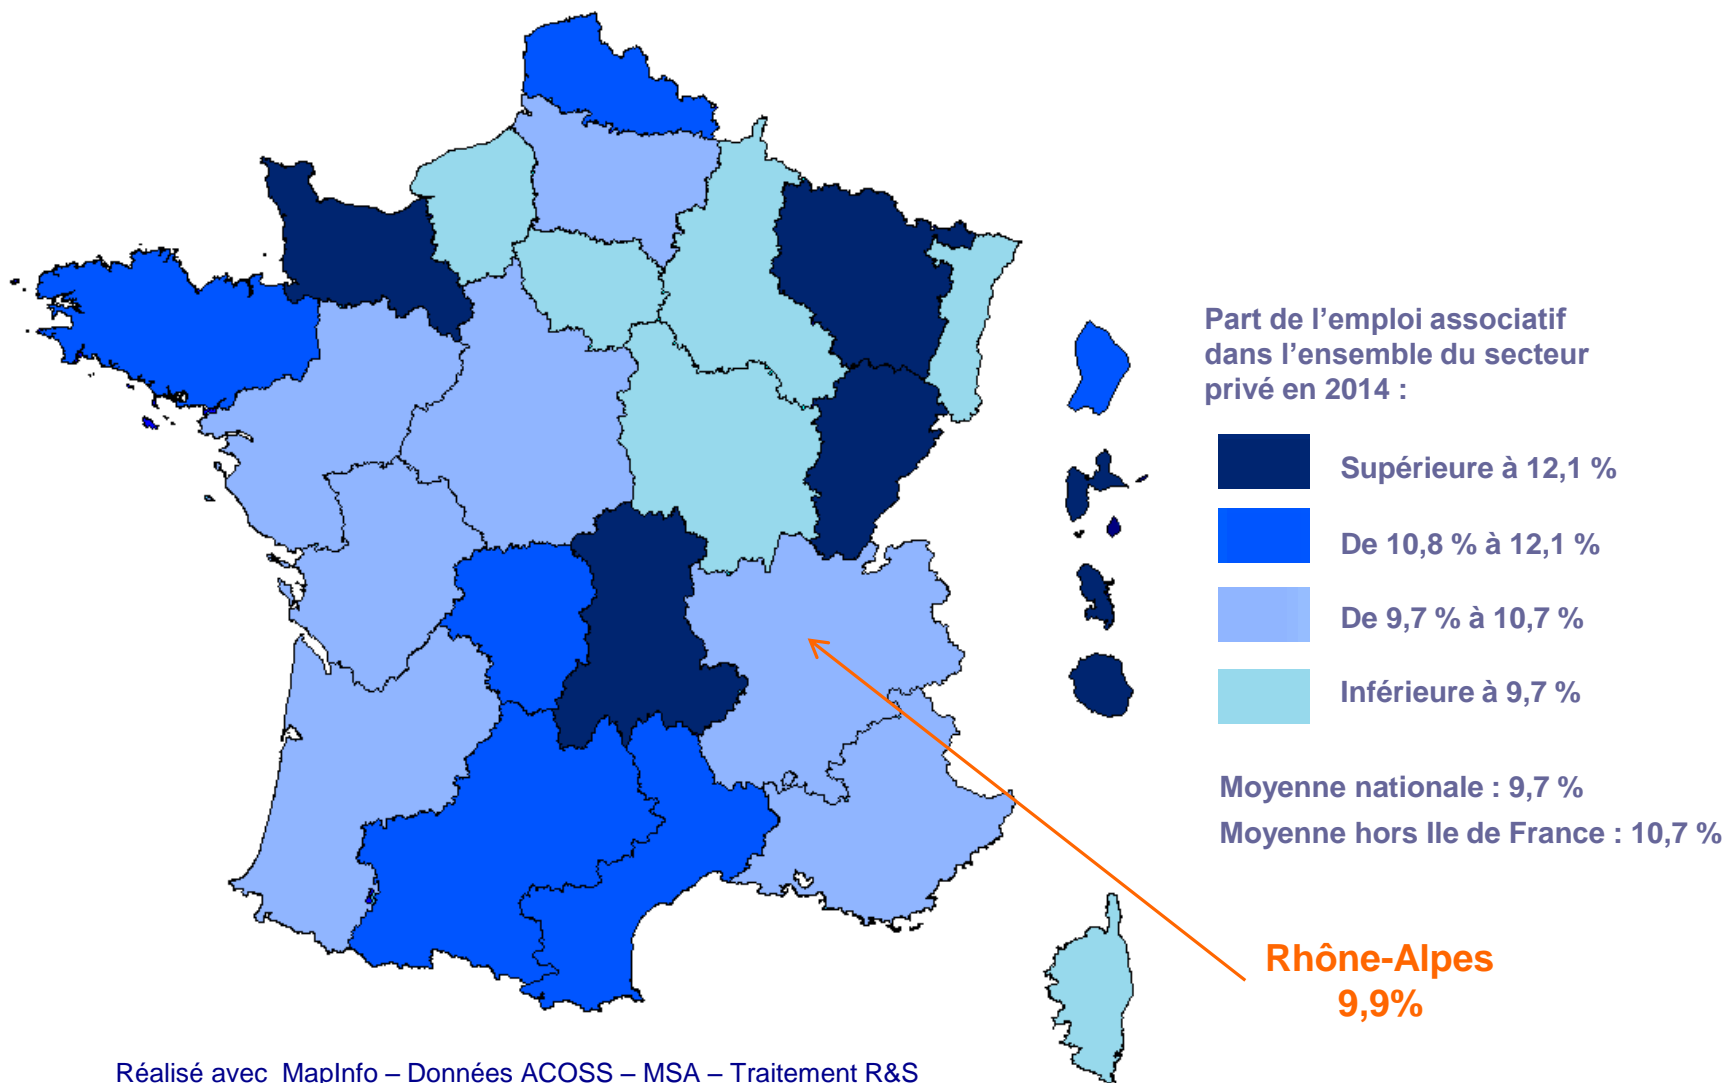 Part de l’emploi associatif
dans l’ensemble du secteur
privé en 2014 :
Supérieure à 12,1 %
De 10,8 % à 12,1 %
De 9,7 % à 10,7 %
Inférieure à 9,7 %
Moyenne nationale : 9,7 %
Moyenne hors Ile de France : 10,7 %
Rhône-Alpes
9,9%
Réalisé avec MapInfo – Données ACOSS – MSA – Traitement R&S